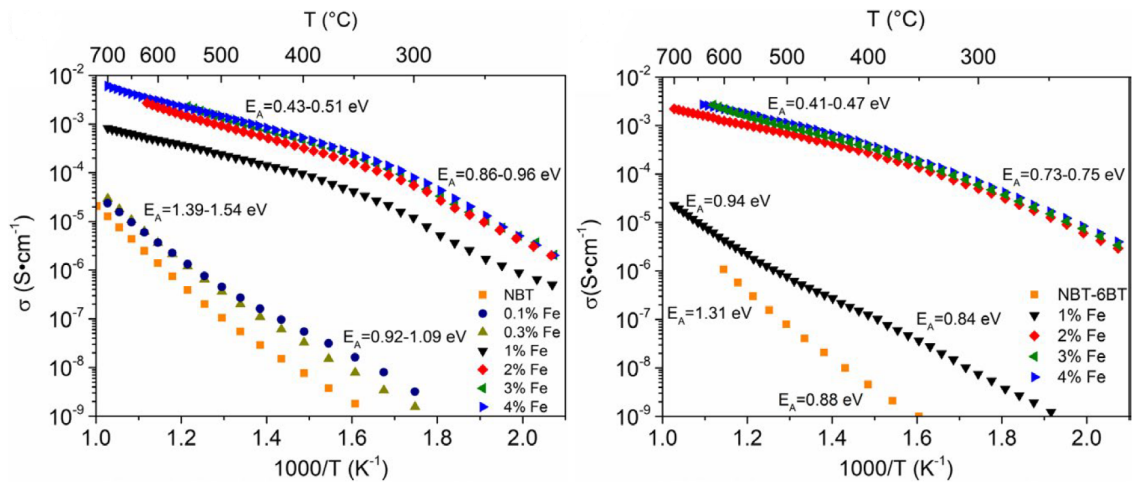 T (°C)
700 600 500 400 300
10⁻²
10⁻³
10⁻⁴
10⁻⁵
10⁻⁶
10⁻⁷
10⁻⁸
10⁻⁹
σ (S•cm⁻¹)
E_A=0.43-0.51 eV
E_A=0.86-0.96 eV
E_A=1.39-1.54 eV
E_A=0.92-1.09 eV
NBT
0.1% Fe
0.3% Fe
1% Fe
2% Fe
3% Fe
4% Fe
1.0 1.2 1.4 1.6 1.8 2.0
1000/T (K⁻¹)
T (°C)
700 600 500 400 300
10⁻²
10⁻³
10⁻⁴
10⁻⁵
10⁻⁶
10⁻⁷
10⁻⁸
10⁻⁹
σ(S•cm⁻¹)
E_A=0.41-0.47 eV
E_A=0.73-0.75 eV
E_A=0.94 eV
E_A=1.31 eV
E_A=0.84 eV
E_A=0.88 eV
NBT-6BT
1% Fe
2% Fe
3% Fe
4% Fe
1.0 1.2 1.4 1.6 1.8 2.0
1000/T (K⁻¹)